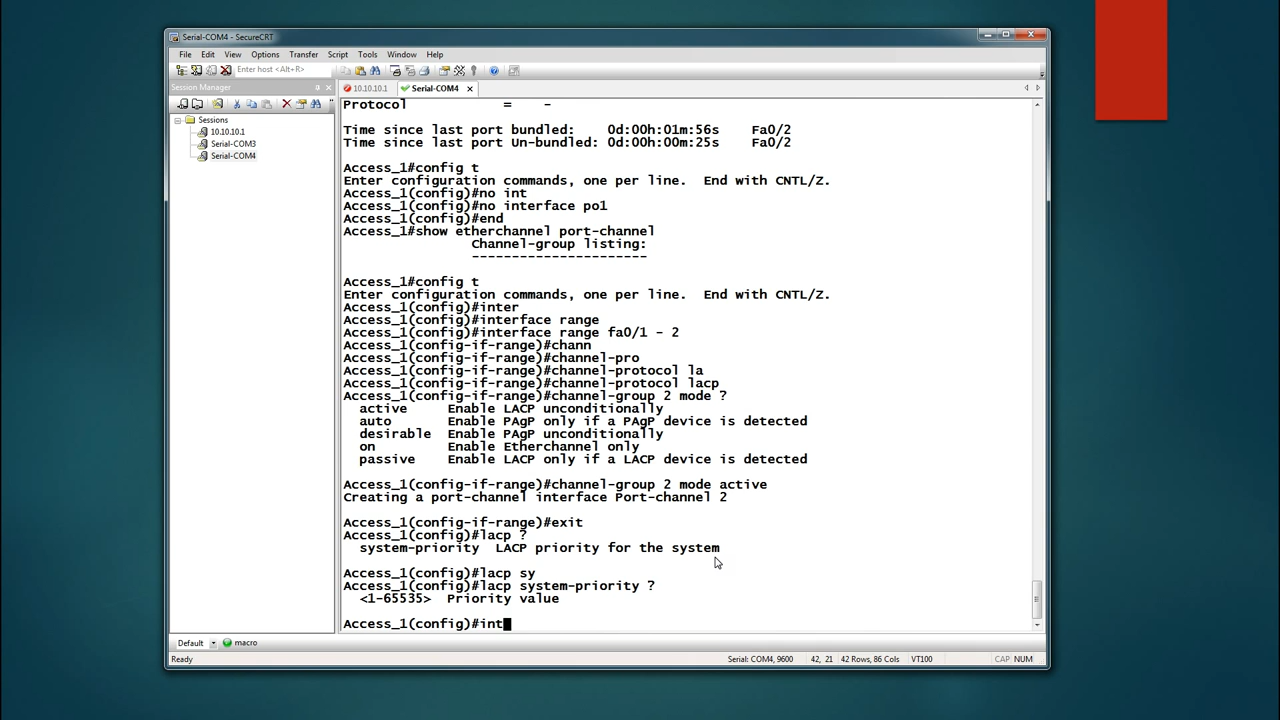 Serial-COM4 - SecureCRT
File Edit View Options Transfer Script Tools Window Help
Enter host <Alt+R>
Session Manager
10.10.10.1 Serial-COM4
Sessions
10.10.10.1
Serial-COM3
Serial-COM4
Protocol = -
Time since last port bundled: 0d:00h:01m:56s Fa0/2
Time since last port Un-bundled: 0d:00h:00m:25s Fa0/2
Access_1#config t
Enter configuration commands, one per line. End with CNTL/Z.
Access_1(config)#no int
Access_1(config)#no interface po1
Access_1(config)#end
Access_1#show etherchannel port-channel
Channel-group listing:
----------------------
Access_1#config t
Enter configuration commands, one per line. End with CNTL/Z.
Access_1(config)#inter
Access_1(config)#interface range
Access_1(config)#interface range fa0/1 - 2
Access_1(config-if-range)#chann
Access_1(config-if-range)#channel-pro
Access_1(config-if-range)#channel-protocol la
Access_1(config-if-range)#channel-protocol lacp
Access_1(config-if-range)#channel-group 2 mode ?
active Enable LACP unconditionally
auto Enable PAgP only if a PAgP device is detected
desirable Enable PAgP unconditionally
on Enable Etherchannel only
passive Enable LACP only if a LACP device is detected
Access_1(config-if-range)#channel-group 2 mode active
Creating a port-channel interface Port-channel 2
Access_1(config-if-range)#exit
Access_1(config)#lacp ?
system-priority LACP priority for the system
Access_1(config)#lacp sy
Access_1(config)#lacp system-priority ?
<1-65535> Priority value
Access_1(config)#int
Default macro
Ready Serial: COM4, 9600 42, 21 42 Rows, 86 Cols VT100 CAP NUM